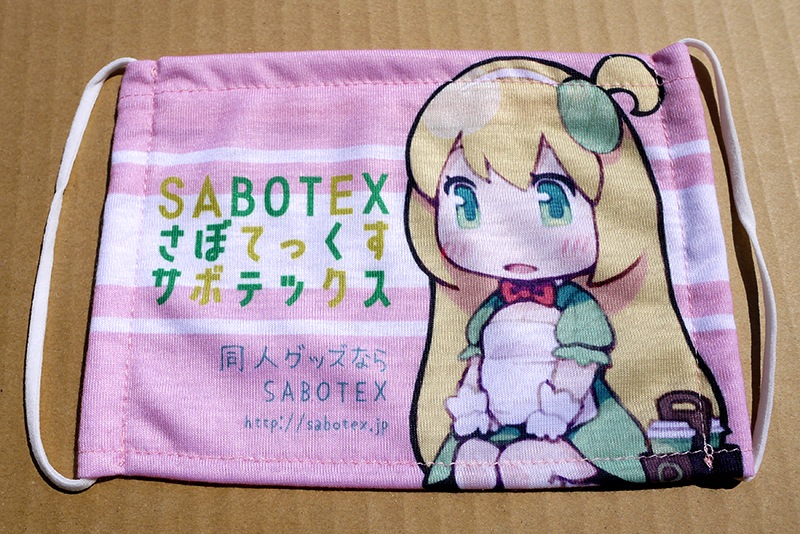 SABOTEX
さぼてっくす
サボテックス
同人グッズなら
SABOTEX
http://sabotex.jp